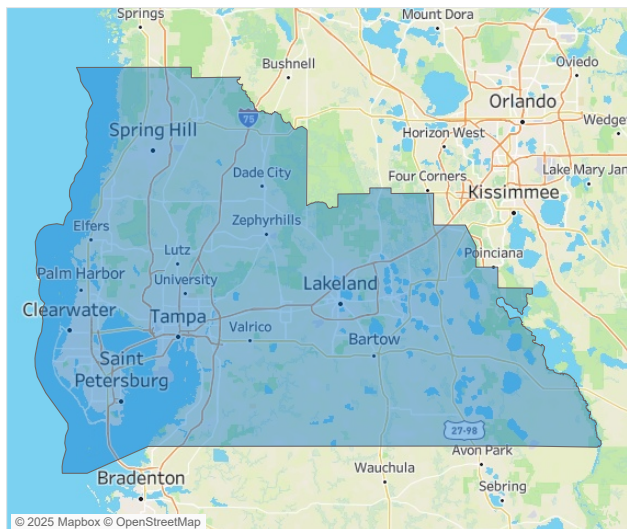 Springs
Mount Dora
Bushnell
Oviedo
Orlando
75
Spring Hill
Horizon West
Wedgef
Dade City
Four Corners
Lake Mary Jan
Kissimmee
Elfers
Zephyrhills
Lutz
Poinciana
Palm Harbor
University
Lakeland
Clearwater
Tampa
Valrico
Bartow
Saint
Petersburg
27-98
Avon Park
Wauchula
Bradenton
Sebring
© 2025 Mapbox © OpenStreetMap